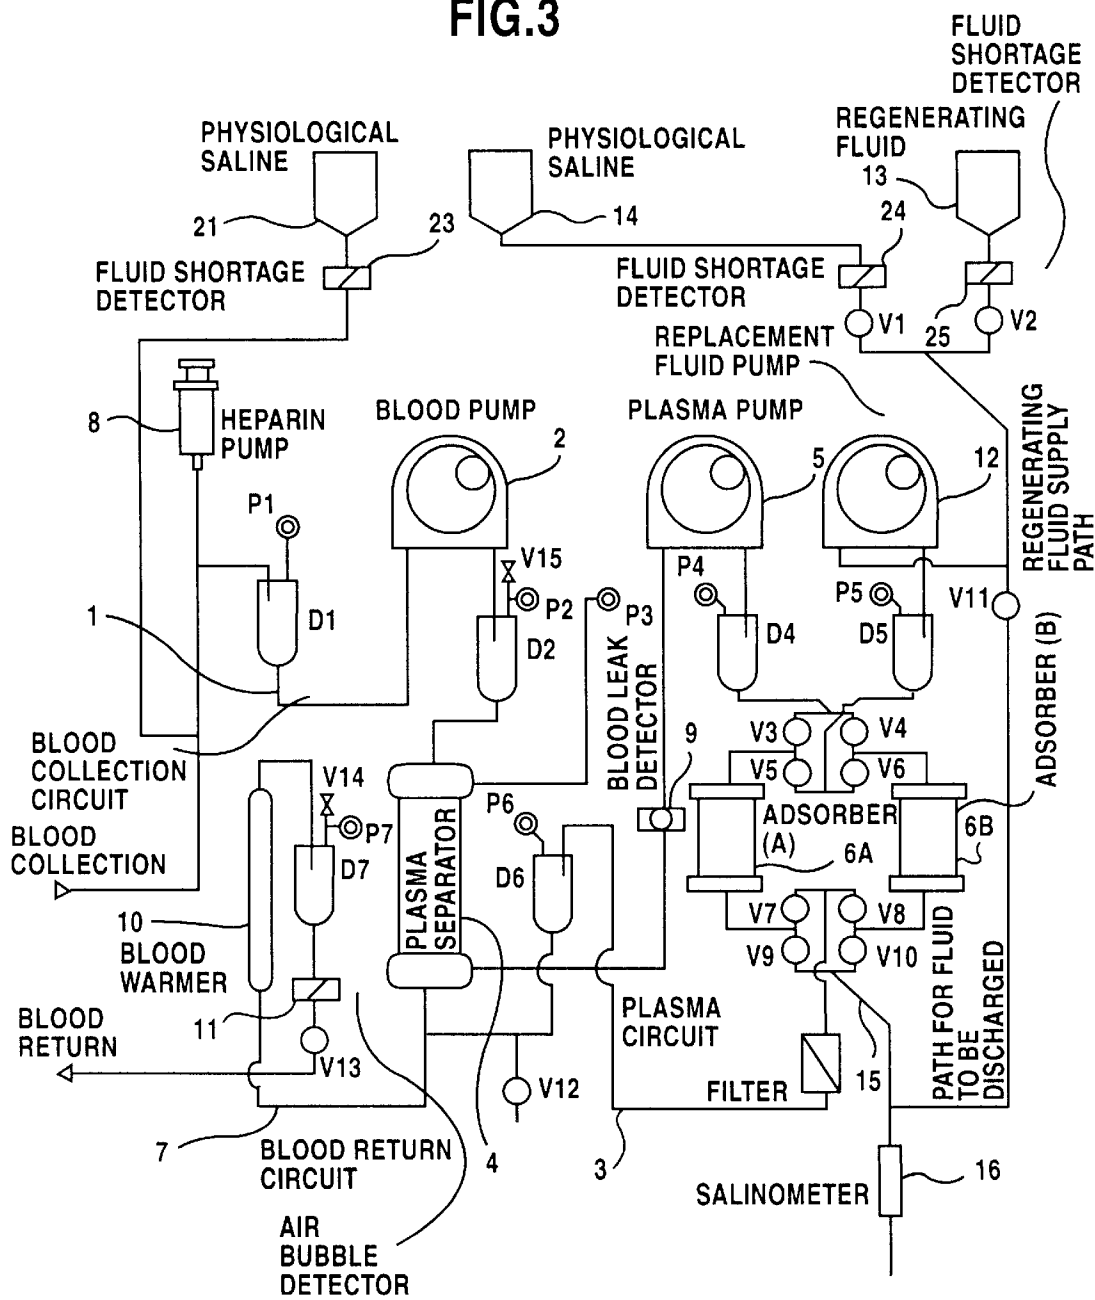 FIG.3
FLUID
SHORTAGE
DETECTOR
PHYSIOLOGICAL
SALINE
PHYSIOLOGICAL
SALINE
REGENERATING
FLUID
13
21
23
14
24
FLUID SHORTAGE
DETECTOR
FLUID SHORTAGE
DETECTOR
V1
25
V2
REPLACEMENT
FLUID PUMP
8
HEPARIN
PUMP
BLOOD PUMP
2
PLASMA PUMP
5
12
REGENERATING
FLUID SUPPLY
PATH
P1
V15
P2
P3
P4
P5
V11
1
D1
D2
D4
D5
BLOOD LEAK
DETECTOR
9
ADSORBER (B)
BLOOD
COLLECTION
CIRCUIT
V3
V4
V5
V6
V14
P7
D7
P6
D6
PLASMA
SEPARATOR
ADSORBER
(A)
6A
6B
BLOOD
COLLECTION
10
BLOOD
WARMER
V7
V8
V9
V10
11
BLOOD
RETURN
V13
V12
PLASMA
CIRCUIT
FILTER
15
PATH FOR FLUID
TO BE
DISCHARGED
7
BLOOD RETURN
CIRCUIT
4
3
SALINOMETER
16
AIR
BUBBLE
DETECTOR